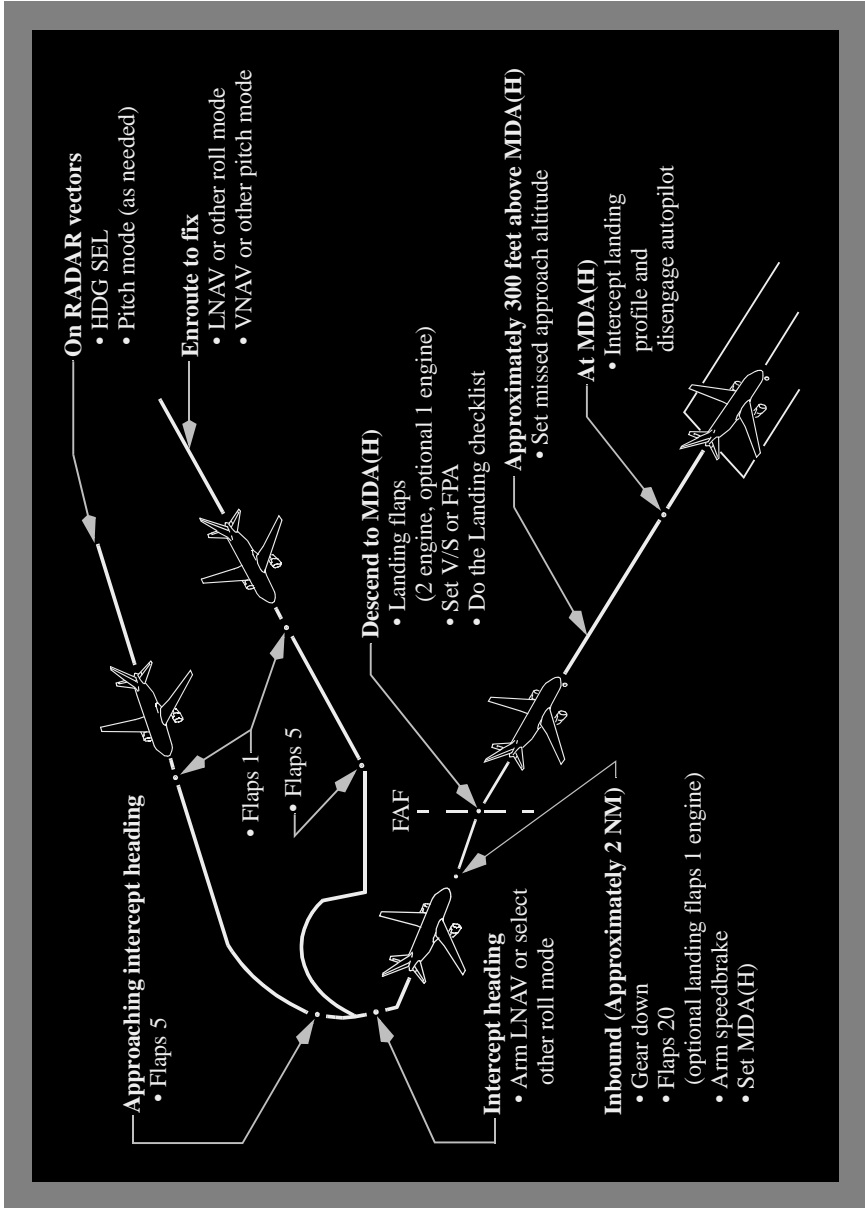 Approaching intercept heading
• Flaps 5
On RADAR vectors
• HDG SEL
• Pitch mode (as needed)
• Flaps 1
• Flaps 5
Enroute to fix
• LNAV or other roll mode
• VNAV or other pitch mode
FAF
Descend to MDA(H)
• Landing flaps
(2 engine, optional 1 engine)
• Set V/S or FPA
• Do the Landing checklist
Intercept heading
• Arm LNAV or select
other roll mode
Approximately 300 feet above MDA(H)
• Set missed approach altitude
At MDA(H)
• Intercept landing
profile and
disengage autopilot
Inbound (Approximately 2 NM)
• Gear down
• Flaps 20
(optional landing flaps 1 engine)
• Arm speedbrake
• Set MDA(H)